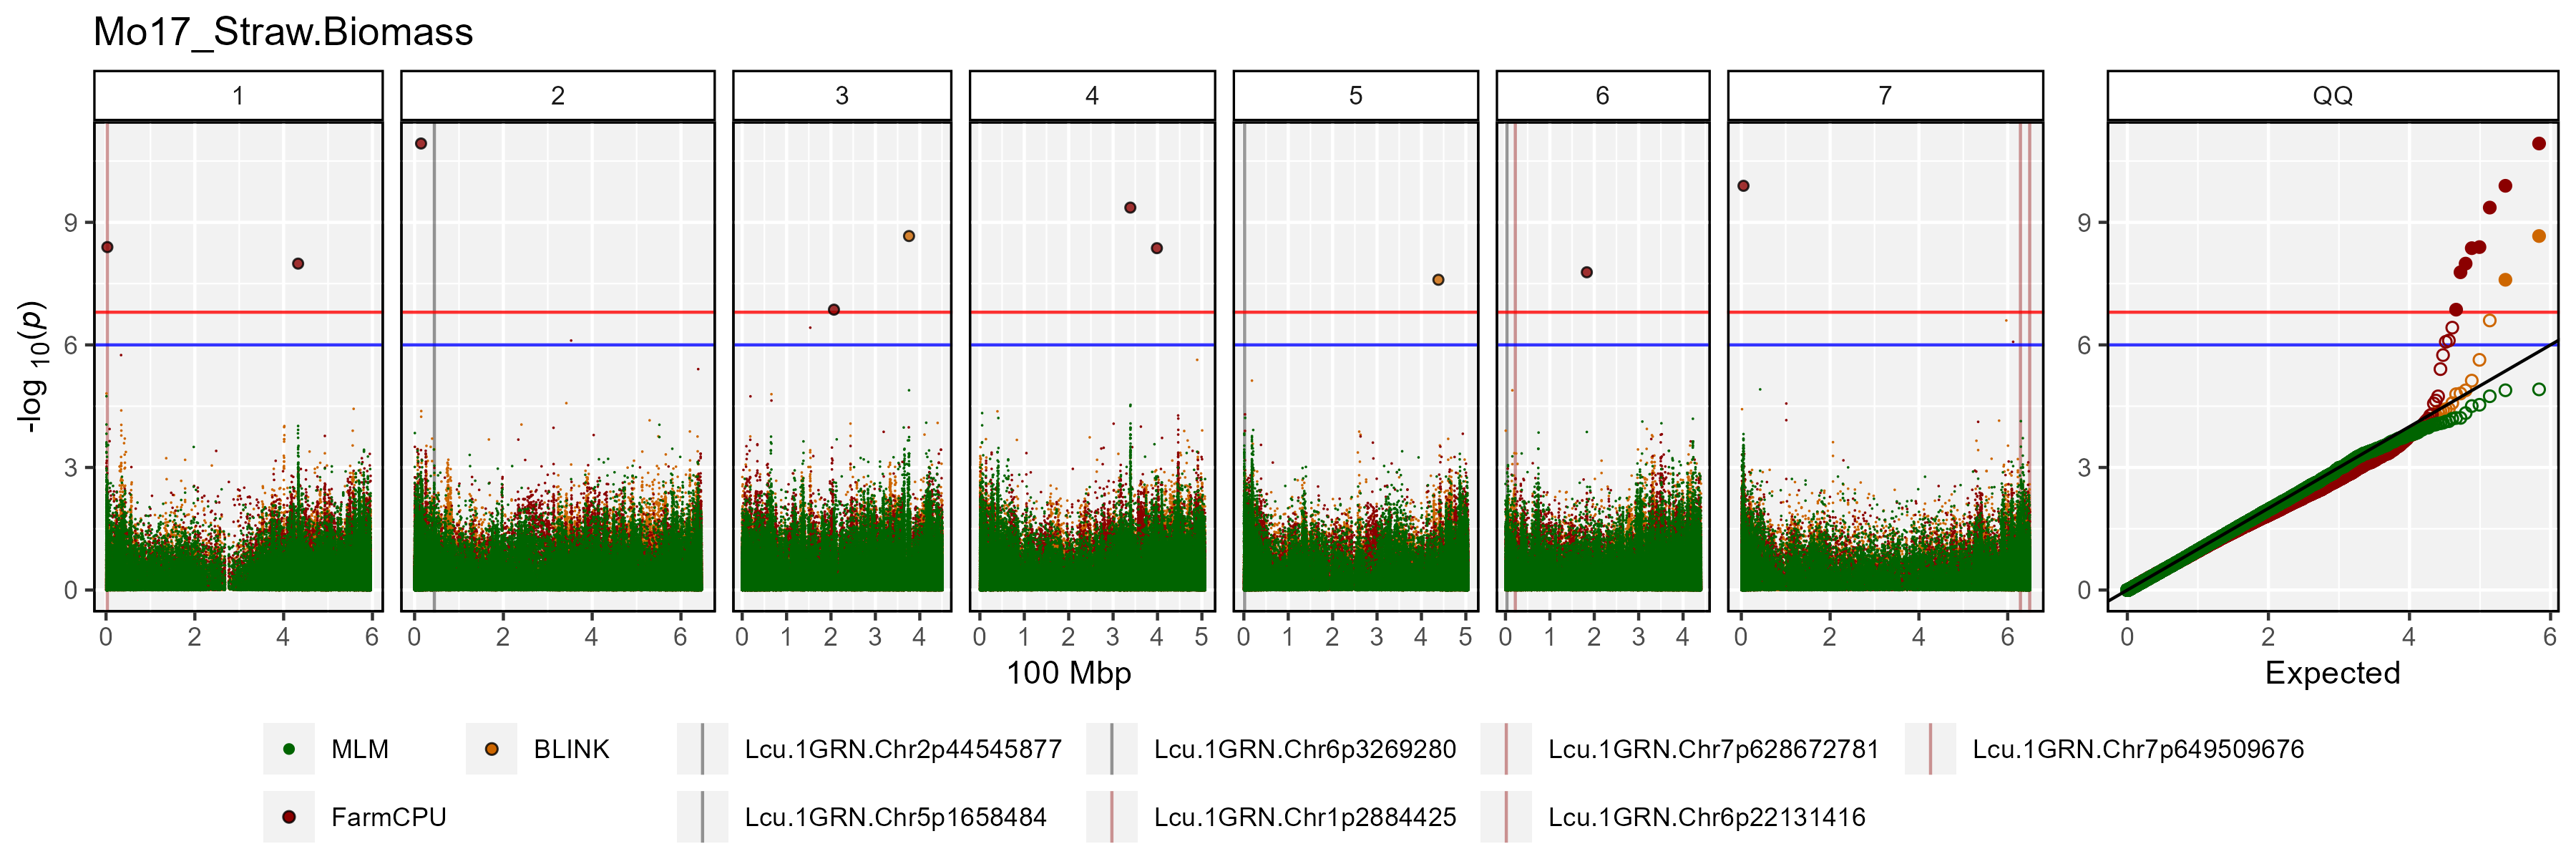 Mo17_Straw.Biomass
1 2 3 4 5 6 7 QQ
9 9
6 6
3 3
0 0
-log 10(p)
0 2 4 6 0 2 4 6 0 1 2 3 4 0 1 2 3 4 5 0 1 2 3 4 5 0 1 2 3 4 0 2 4 6 0 2 4 6
100 Mbp Expected
MLM BLINK Lcu.1GRN.Chr2p44545877 Lcu.1GRN.Chr6p3269280 Lcu.1GRN.Chr7p628672781 Lcu.1GRN.Chr7p649509676
FarmCPU Lcu.1GRN.Chr5p1658484 Lcu.1GRN.Chr1p2884425 Lcu.1GRN.Chr6p22131416